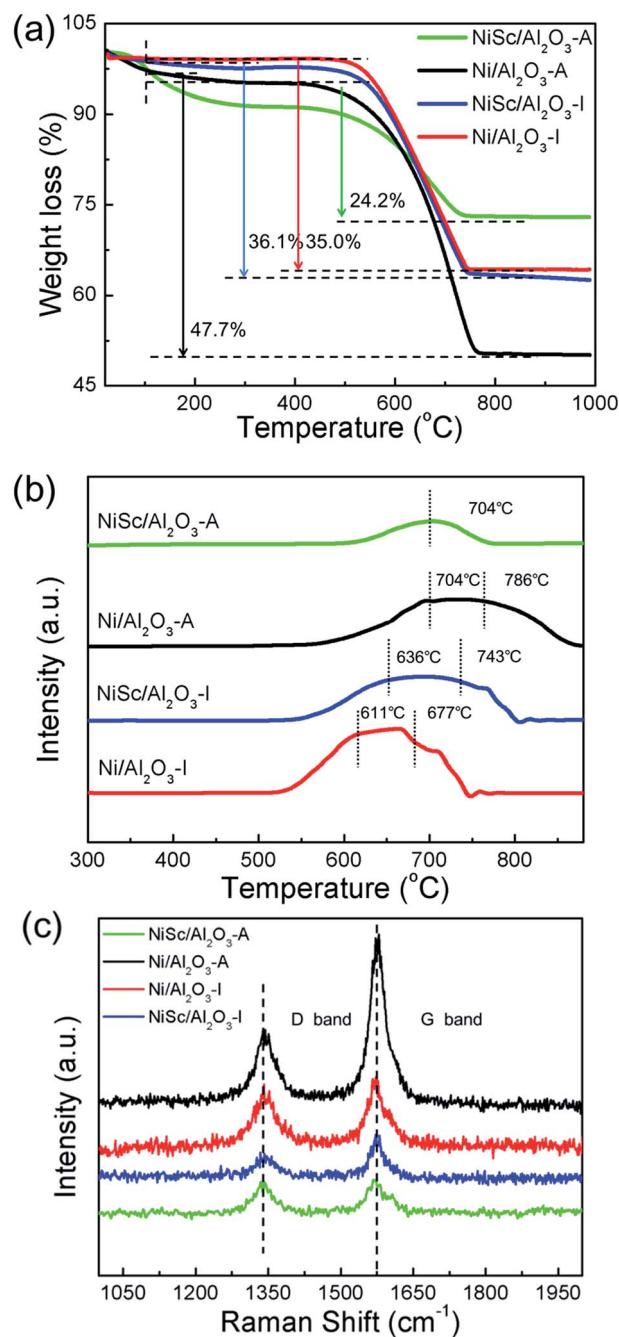 (a)
105
90
75
60
45
Weight loss (%)
NiSc/Al₂O₃-A
Ni/Al₂O₃-A
NiSc/Al₂O₃-I
Ni/Al₂O₃-I
24.2%
36.1%
35.0%
47.7%
200 400 600 800 1000
Temperature (°C)
(b)
Intensity (a.u.)
NiSc/Al₂O₃-A
704℃
Ni/Al₂O₃-A
704℃ 786℃
NiSc/Al₂O₃-I
636℃ 743℃
Ni/Al₂O₃-I
611℃ 677℃
300 400 500 600 700 800
Temperature (°C)
(c)
Intensity (a.u.)
NiSc/Al₂O₃-A
Ni/Al₂O₃-A
Ni/Al₂O₃-I
NiSc/Al₂O₃-I
D band G band
1050 1200 1350 1500 1650 1800 1950
Raman Shift (cm⁻¹)